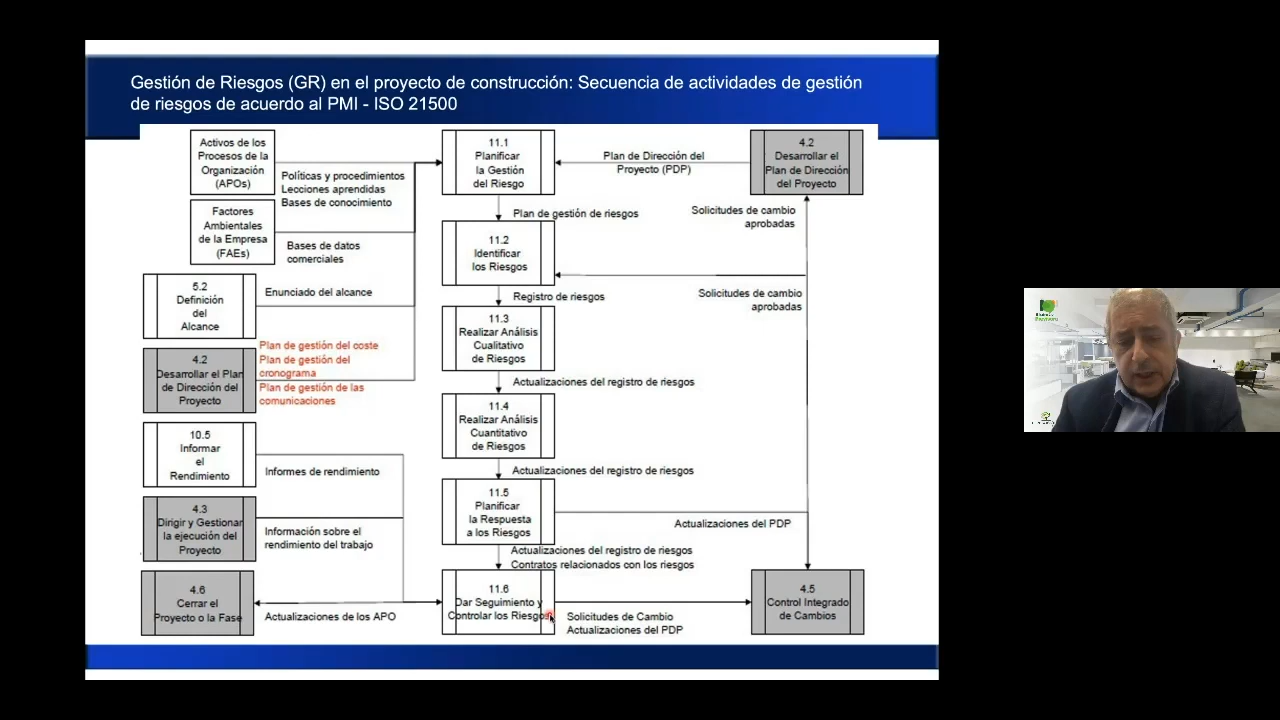 Gestión de Riesgos (GR) en el proyecto de construcción: Secuencia de actividades de gestión
de riesgos de acuerdo al PMI - ISO 21500
Activos de los
Procesos de la
Organización
(APOs)
Políticas y procedimientos
Lecciones aprendidas
Bases de conocimiento
11.1
Planificar
la Gestión
del Riesgo
Plan de Dirección del
Proyecto (PDP)
4.2
Desarrollar el
Plan de Dirección
del Proyecto
Factores
Ambientales
de la Empresa
(FAEs)
Bases de datos
comerciales
Plan de gestión de riesgos
Solicitudes de cambio
aprobadas
11.2
Identificar
los Riesgos
5.2
Definición
del
Alcance
Enunciado del alcance
Registro de riesgos
Solicitudes de cambio
aprobadas
11.3
Realizar Análisis
Cualitativo
de Riesgos
4.2
Desarrollar el Plan
de Dirección del
Proyecto
Plan de gestión del coste
Plan de gestión del
cronograma
Plan de gestión de las
comunicaciones
Actualizaciones del registro de riesgos
11.4
Realizar Análisis
Cuantitativo
de Riesgos
10.5
Informar
el
Rendimiento
Informes de rendimiento
Actualizaciones del registro de riesgos
11.5
Planificar
la Respuesta
a los Riesgos
4.3
Dirigir y Gestionar
la ejecución del
Proyecto
Información sobre el
rendimiento del trabajo
Actualizaciones del PDP
Actualizaciones del registro de riesgos
Contratos relacionados con los riesgos
4.6
Cerrar el
Proyecto o la Fase
Actualizaciones de los APO
11.6
Dar Seguimiento y
Controlar los Riesgos
Solicitudes de Cambio
Actualizaciones del PDP
4.5
Control Integrado
de Cambios